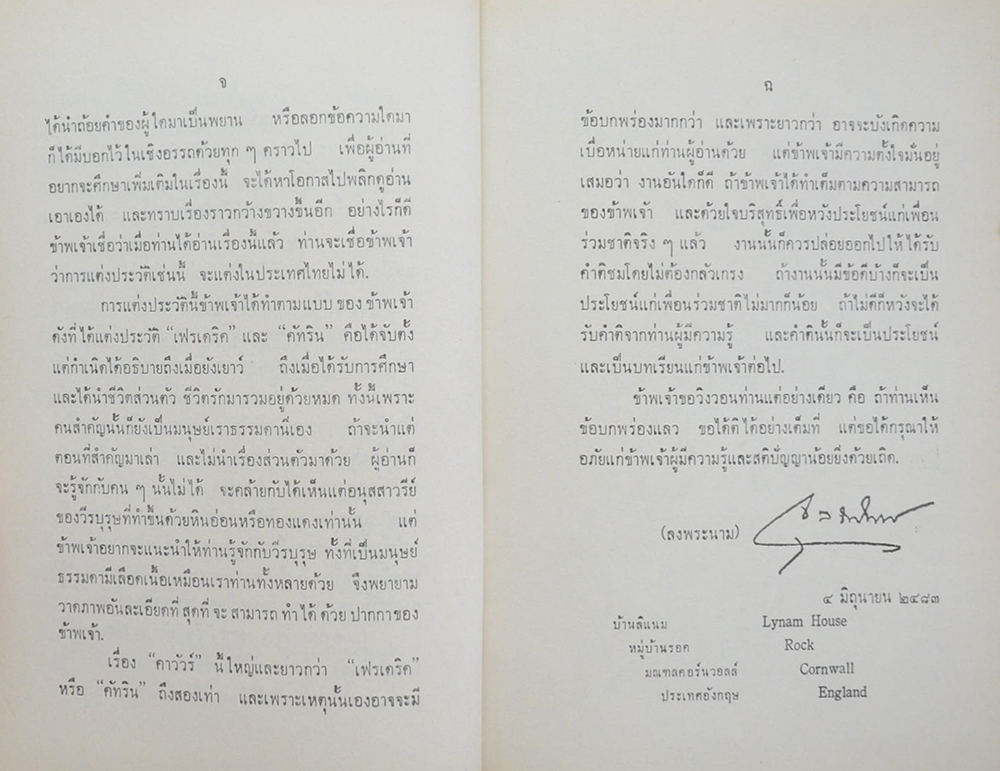 จ
ได้นำถ้อยคำของผู้ใดมาเป็นพยาน หรือลอกข้อความใดมา
ก็ได้มีบอกไว้ในเชิงอรรถด้วยทุก ๆ คราวไป เพื่อผู้อ่านที่
อยากจะศึกษาเพิ่มเติมในเรื่องนี้ จะได้หาโอกาสไปพลิกดูอ่าน
เอาเองได้ และทราบเรื่องราวกว้างขวางขึ้นอีก อย่างไรก็ดี
ข้าพเจ้าเชื่อว่าเมื่อท่านได้อ่านเรื่องนี้แล้ว ท่านจะเชื่อข้าพเจ้า
ว่าการแต่งประวัติเช่นนี้ จะแต่งในประเทศไทยไม่ได้.
การแต่งประวัตินี้ข้าพเจ้าได้ทำตามแบบ ของ ข้าพเจ้า
ดังที่ได้แต่งประวัติ “เฟรเดริค” และ “คัทริน” คือได้จับตั้ง
แต่กำเนิดได้อธิบายถึงเมื่อยังเยาว์ ถึงเมื่อได้รับการศึกษา
และได้นำชีวิตส่วนตัว ชีวิตรักมารวมอยู่ด้วยหมด ทั้งนี้เพราะ
คนสำคัญนั้นก็ยังเป็นมนุษย์เราธรรมดานี่เอง ถ้าจะนำแต่
ตอนที่สำคัญมาเล่า และไม่นำเรื่องส่วนตัวมาด้วย ผู้อ่านก็
จะรู้จักกับคน ๆ นั้นไม่ได้ จะคล้ายกับได้เห็นแต่อนุสสาวรีย์
ของวีรบุรุษที่ทำขึ้นด้วยหินอ่อนหรือทองแดงเท่านั้น แต่
ข้าพเจ้าอยากจะแนะนำให้ท่านรู้จักกับวีรบุรุษ ทั้งที่เป็นมนุษย์
ธรรมดามีเลือดเนื้อเหมือนเราท่านทั้งหลายด้วย จึงพยายาม
วาดภาพอันละเอียดที่ สุดที่ จะ สามารถ ทำ ได้ ด้วย ปากกา ของ
ข้าพเจ้า.
เรื่อง “คาวัวร์” นี้ใหญ่และยาวกว่า “เฟรเดริค”
หรือ “คัทริน” ถึงสองเท่า และเพราะเหตุนั้นเองอาจจะมี
ฉ
ข้อบกพร่องมากกว่า และเพราะยาวกว่า อาจจะบังเกิดความ
เบื่อหน่ายแก่ท่านผู้อ่านด้วย แต่ข้าพเจ้ามีความตั้งใจมั่นอยู่
เสมอว่า งานอันใดก็ดี ถ้าข้าพเจ้าได้ทำเต็มตามความสามารถ
ของข้าพเจ้า และด้วยใจบริสุทธิ์เพื่อหวังประโยชน์แก่เพื่อน
ร่วมชาติจริง ๆ แล้ว งานนั้นก็ควรปล่อยออกไปให้ได้รับ
คำติชมโดยไม่ต้องกลัวเกรง ถ้างานนั้นมีข้อดีบ้างก็จะเป็น
ประโยชน์แก่เพื่อนร่วมชาติไม่มากก็น้อย ถ้าไม่ดีก็หวังจะได้
รับคำติจากท่านผู้มีความรู้ และคำตินั้นก็จะเป็นประโยชน์
และเป็นบทเรียนแก่ข้าพเจ้าต่อไป.
ข้าพเจ้าขอวิงวอนท่านแต่อย่างเดียว คือ ถ้าท่านเห็น
ข้อบกพร่องแลว ขอได้ติได้อย่างเต็มที่ แต่ขอได้กรุณาให้
อภัยแก่ข้าพเจ้าผู้มีความรู้และสติปัญญาน้อยยิ่งด้วยเถิด.
(ลงพระนาม)
๔ มิถุนายน ๒๔๘๓
บ้านลิแนม Lynam House
หมู่บ้านรอค Rock
มณฑลคอร์นวอลล์ Cornwall
ประเทศอังกฤษ England